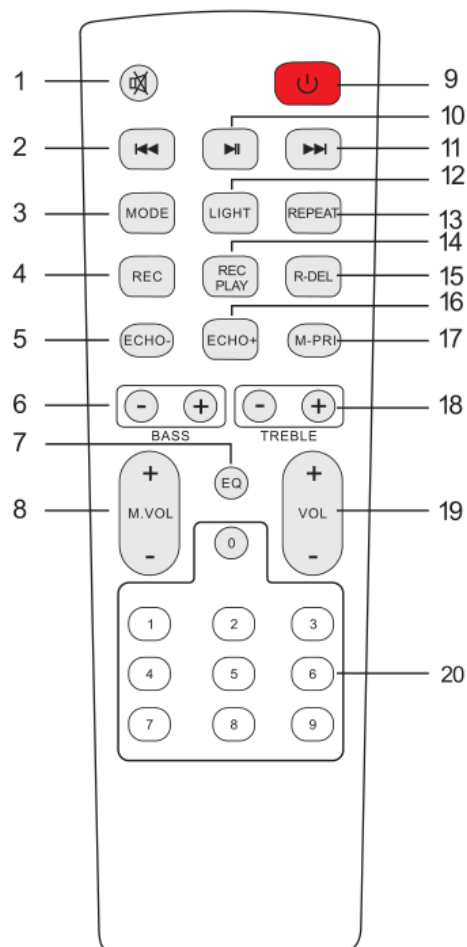 1 9
10
2 11
12
3 MODE LIGHT REPEAT 13
14
4 REC REC PLAY R-DEL 15
16
5 ECHO- ECHO+ M-PRI 17
6 - + - + 18
BASS TREBLE
7 EQ
8 + M.VOL - + VOL - 19
0
1 2 3
4 5 6 20
7 8 9